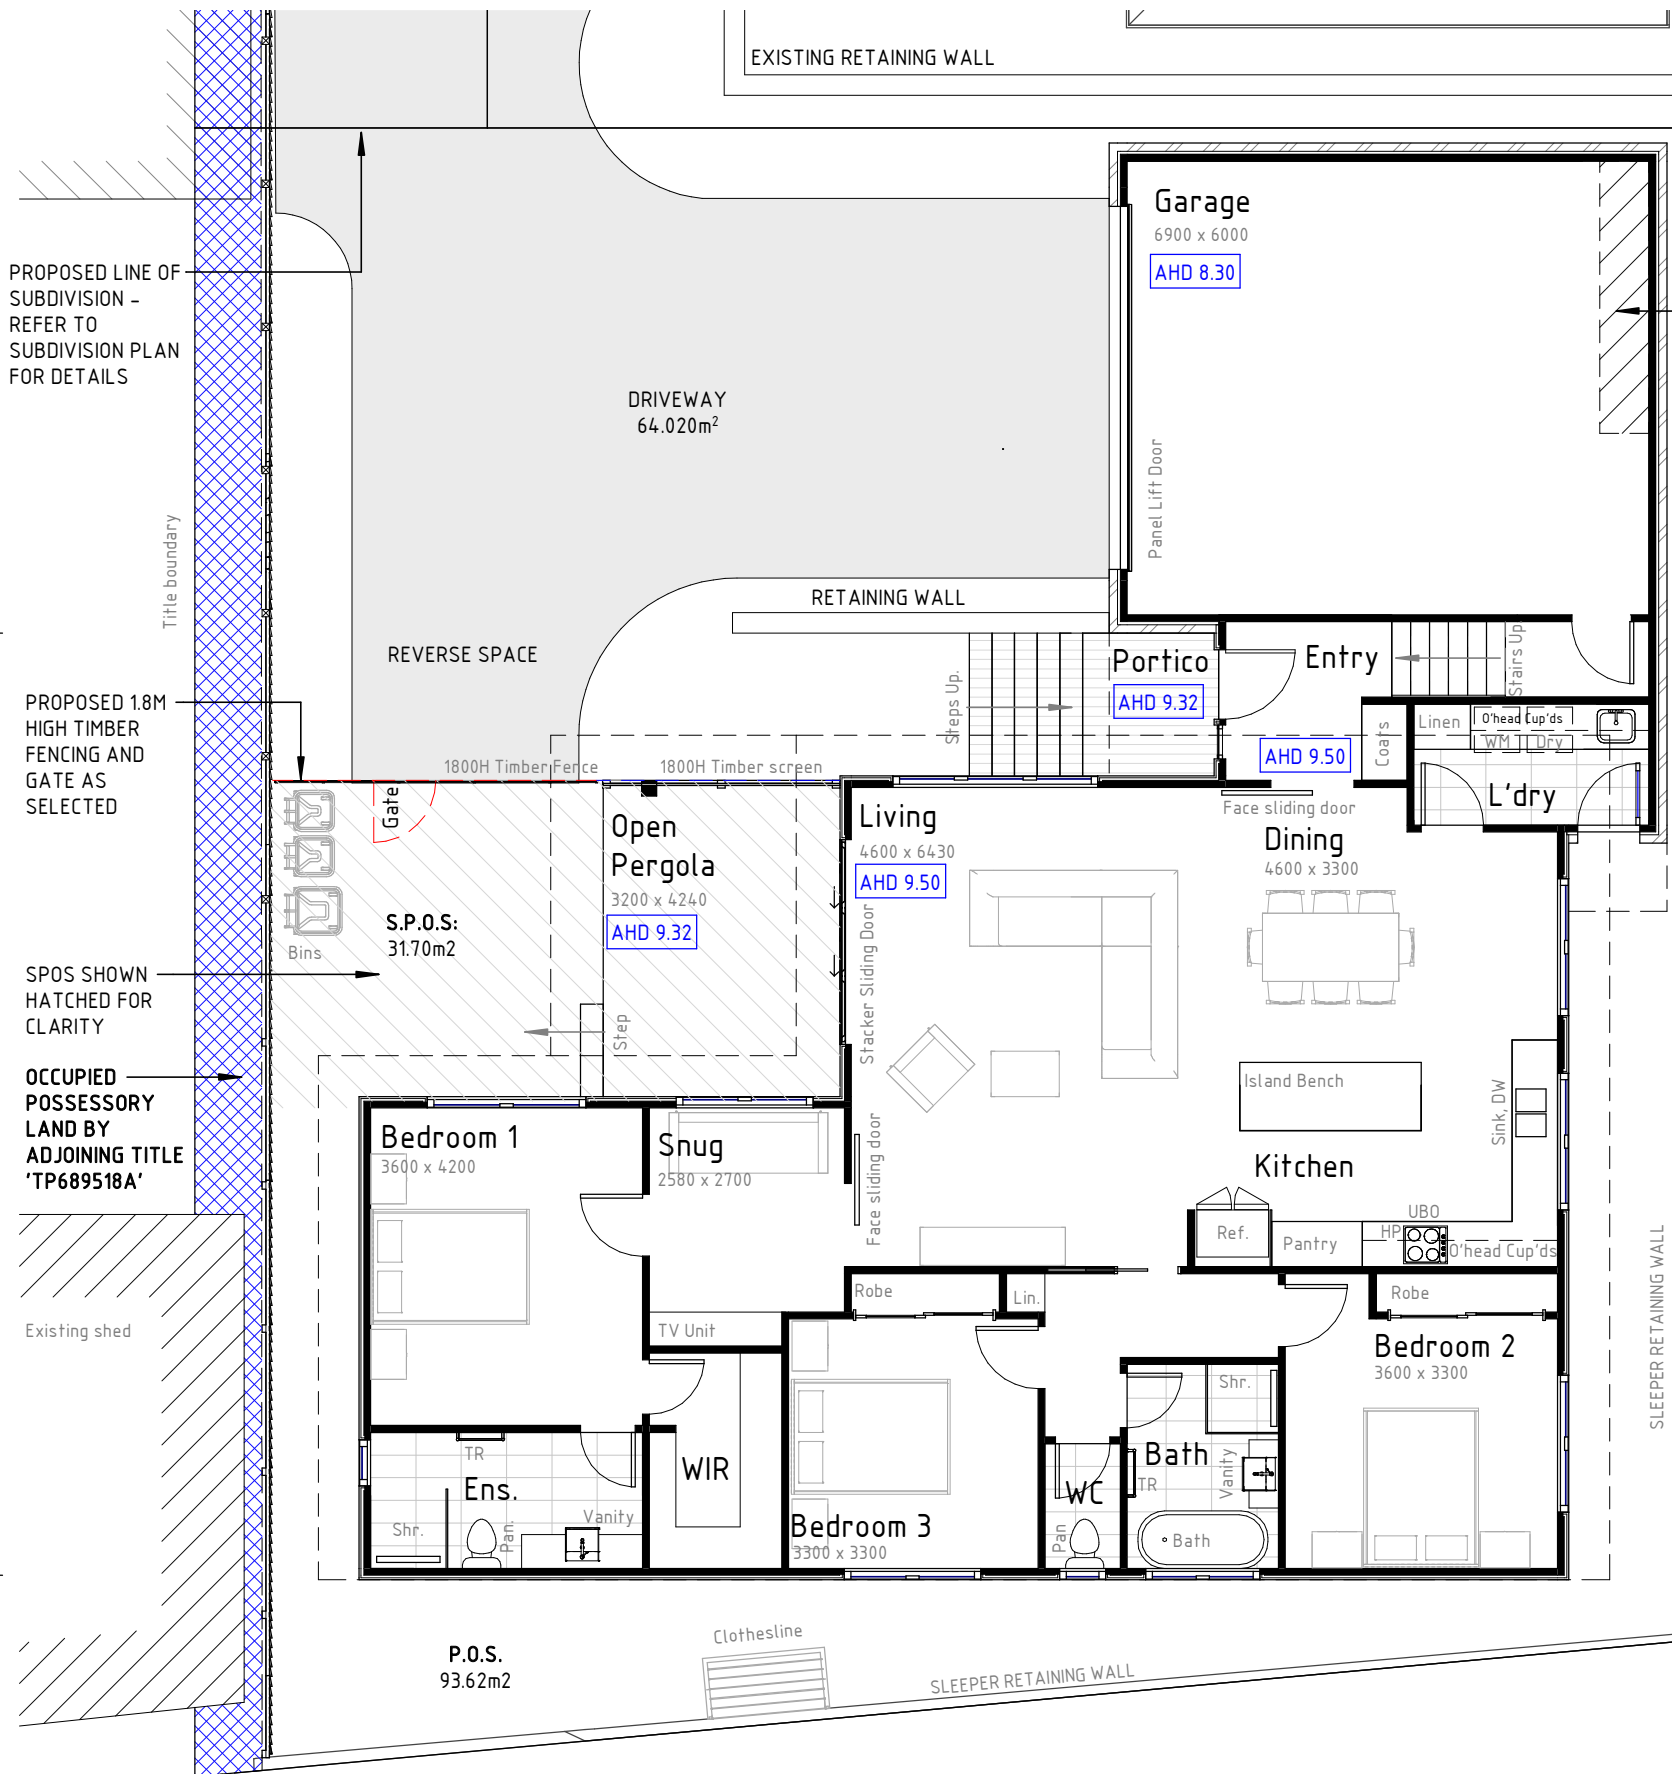 EXISTING RETAINING WALL
Garage
6900 x 6000
AHD 8.30
PROPOSED LINE OF
SUBDIVISION -
REFER TO
SUBDIVISION PLAN
FOR DETAILS
DRIVEWAY
64.020m²
Panel Lift Door
Title boundary
RETAINING WALL
REVERSE SPACE
Steps Up.
Portico
AHD 9.32
Entry
Stairs Up.
PROPOSED 1.8M
HIGH TIMBER
FENCING AND
GATE AS
SELECTED
1800H Timber Fence
1800H Timber screen
AHD 9.50
Coats
Linen
O'head Cup'ds
WM
Dry
L'dry
Gate
Open
Pergola
3200 x 4240
AHD 9.32
Living
4600 x 6430
AHD 9.50
Face sliding door
Dining
4600 x 3300
Bins
S.P.O.S:
31.70m2
Stacker Sliding Door
SPOS SHOWN
HATCHED FOR
CLARITY
Step
OCCUPIED
POSSESSORY
LAND BY
ADJOINING TITLE
'TP689518A'
Island Bench
Sink, DW
Kitchen
Bedroom 1
3600 x 4200
Snug
2580 x 2700
Face sliding door
Ref.
Pantry
UBO
HP
O'head Cup'ds
SLEEPER RETAINING WALL
Existing shed
TV Unit
Robe
Lin.
Robe
Bedroom 2
3600 x 3300
Shr.
TR
Ens.
WIR
Shr.
Pan.
Vanity
Bedroom 3
3300 x 3300
WC
Pan
Bath
TR
Vanity
Bath
P.O.S.
93.62m2
Clothesline
SLEEPER RETAINING WALL